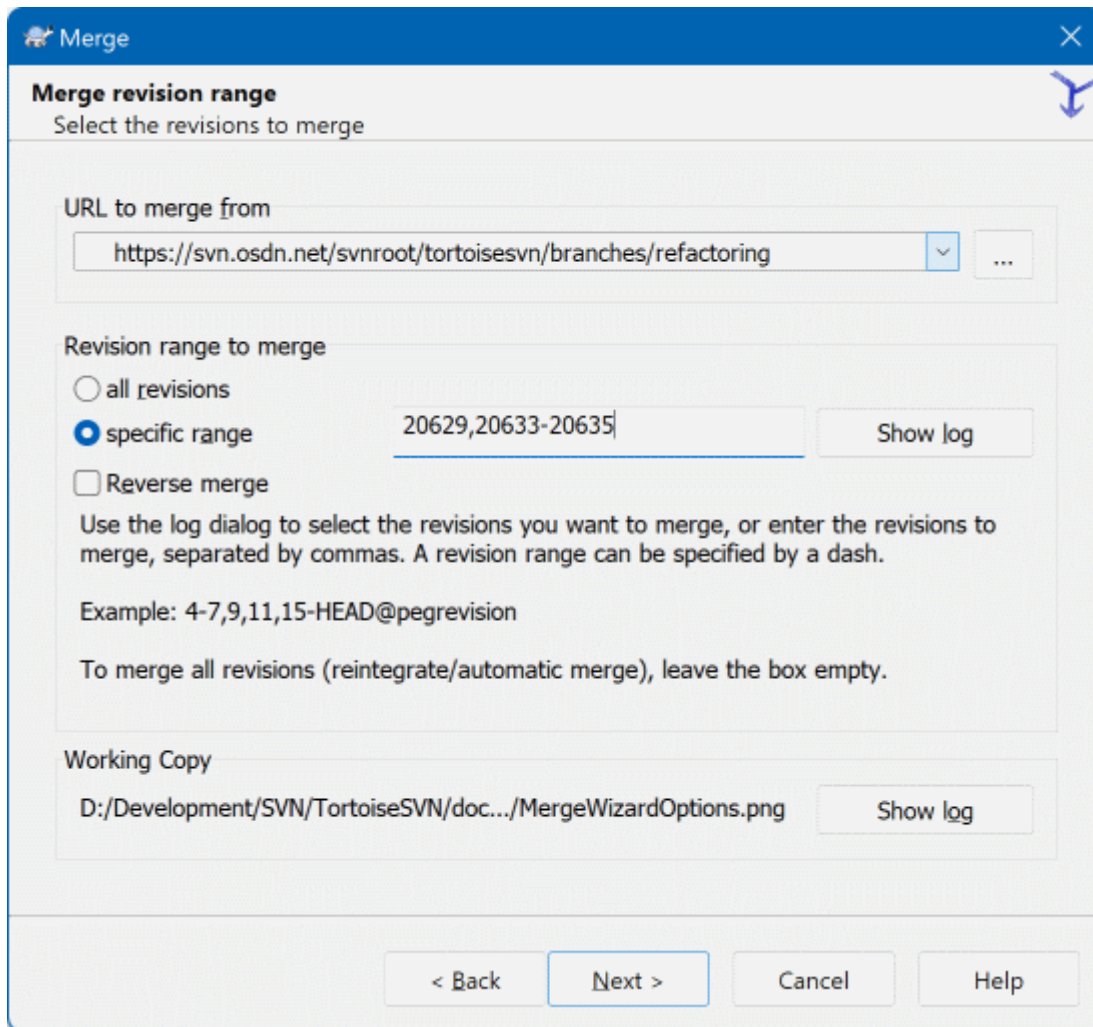 Merge
Merge revision range
Select the revisions to merge
URL to merge from
https://svn.osdn.net/svnroot/tortoisesvn/branches/refactoring
...
Revision range to merge
all revisions
specific range
20629,20633-20635
Show log
Reverse merge
Use the log dialog to select the revisions you want to merge, or enter the revisions to
merge, separated by commas. A revision range can be specified by a dash.
Example: 4-7,9,11,15-HEAD@pegrevision
To merge all revisions (reintegrate/automatic merge), leave the box empty.
Working Copy
D:/Development/SVN/TortoiseSVN/doc.../MergeWizardOptions.png
Show log
< Back
Next >
Cancel
Help